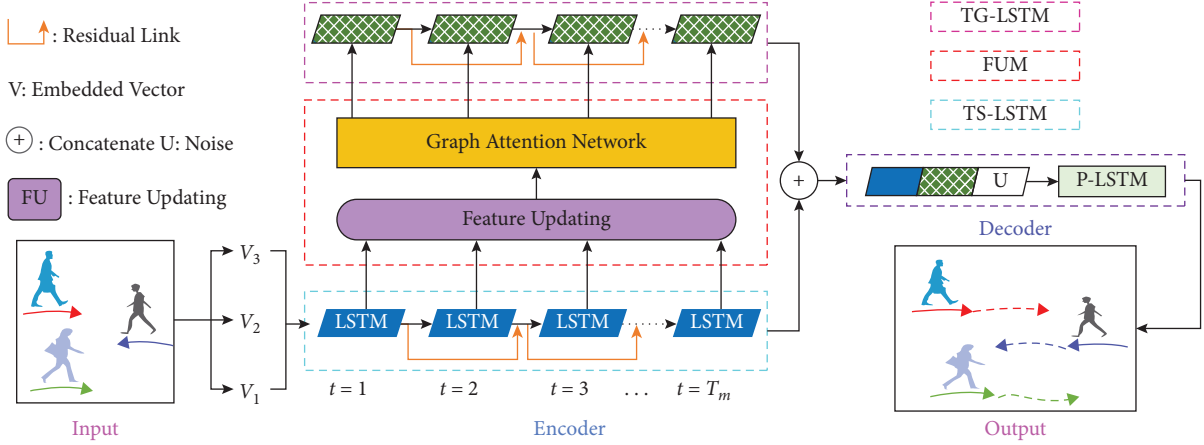 : Residual Link
V: Embedded Vector
+ : Concatenate U: Noise
FU : Feature Updating
Input
V3
V2
V1
Graph Attention Network
Feature Updating
LSTM LSTM LSTM LSTM
t = 1 t = 2 t = 3 ... t = Tm
Encoder
TG-LSTM
FUM
TS-LSTM
+
U P-LSTM
Decoder
Output